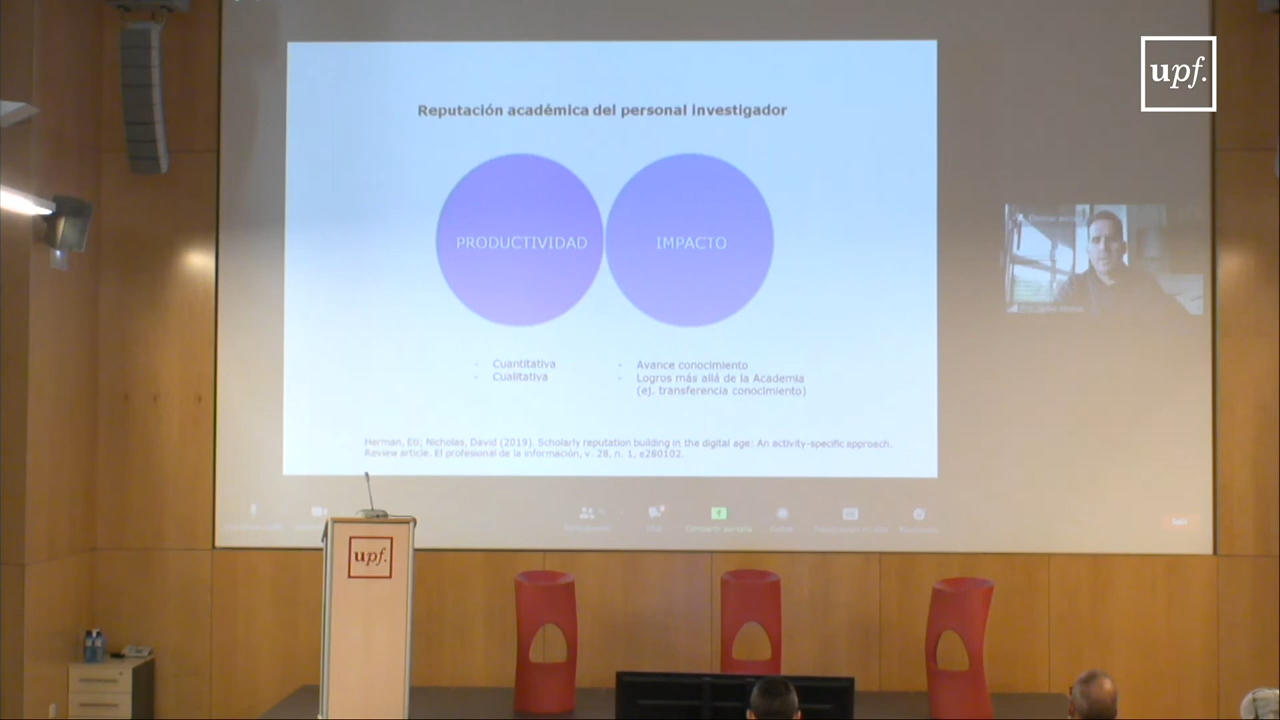 upf.
Reputación académica del personal investigador
PRODUCTIVIDAD
IMPACTO
- Cuantitativa
- Cualitativa
- Avance conocimiento
- Logros más allá de la Academia
(ej. transferencia conocimiento)
Herman, Eti; Nicholas, David (2019). Scholarly reputation building in the digital age: An activity-specific approach.
Review article. El profesional de la información, v. 28, n. 1, e280102.
Compartir pantalla
upf.